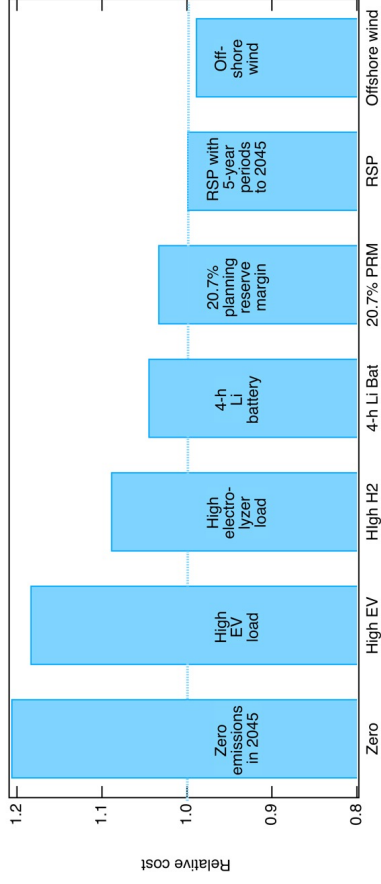 Relative cost
1.2
1.1
1.0
0.9
0.8
Zero
emissions
in 2045
High
EV
load
High
electro-
lyzer
load
4-h
Li
battery
20.7%
planning
reserve
margin
RSP with
5-year
periods
to 2045
Off-
shore
wind
Zero
High EV
HIgh H2
4-h Li Bat
20.7% PRM
RSP
Offshore wind